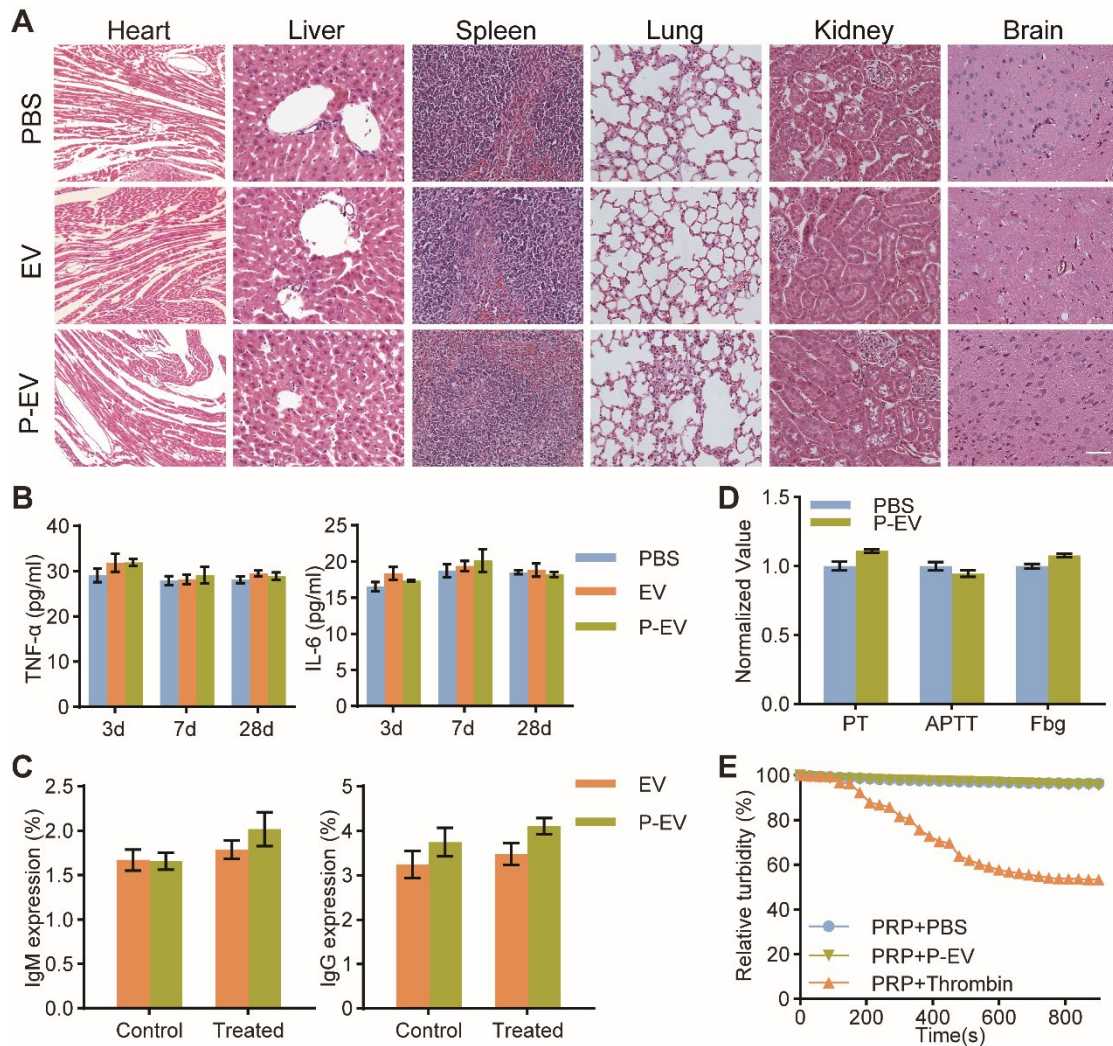 A
Heart Liver Spleen Lung Kidney Brain
PBS
EV
P-EV
B
TNF-α (pg/ml)
40
30
20
10
0
3d 7d 28d
IL-6 (pg/ml)
25
20
15
10
5
0
3d 7d 28d
PBS
EV
P-EV
C
IgM expression (%)
2.5
2.0
1.5
1.0
0.5
0.0
Control Treated
IgG expression (%)
5
4
3
2
1
0
Control Treated
EV
P-EV
D
Normalized Value
1.5
1.0
0.5
0.0
PBS
P-EV
PT APTT Fbg
E
Relative turbidity (%)
100
80
60
40
20
0
PRP+PBS
PRP+P-EV
PRP+Thrombin
0 200 400 600 800
Time(s)